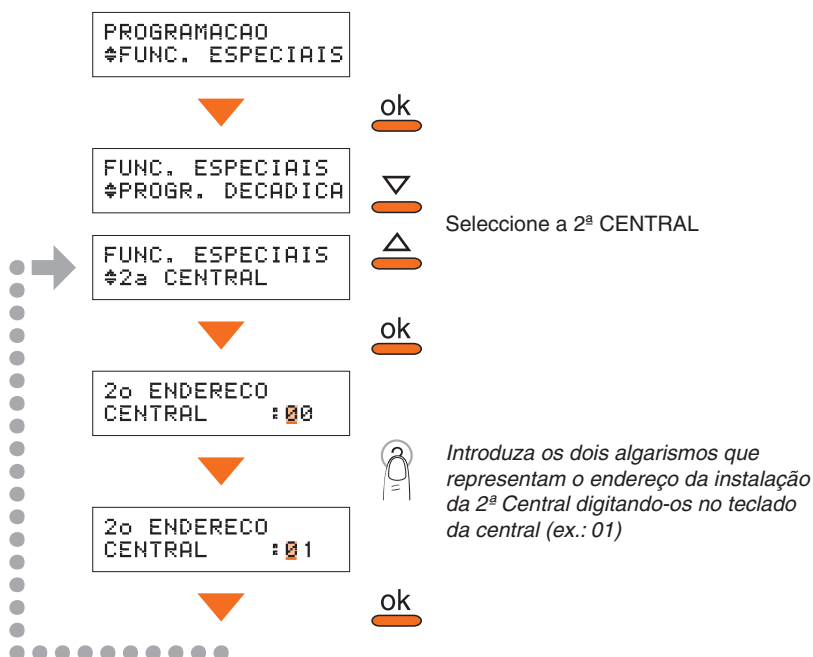 PROGRAMACAO
FUNC. ESPECIAIS
ok
FUNC. ESPECIAIS
PROGR. DECADICA
Seleccione a 2ª CENTRAL
FUNC. ESPECIAIS
2a CENTRAL
ok
2o ENDERECO
CENTRAL :00
2
Introduza os dois algarismos que
representam o endereço da instalação
da 2ª Central digitando-os no teclado
da central (ex.: 01)
2o ENDERECO
CENTRAL :01
ok